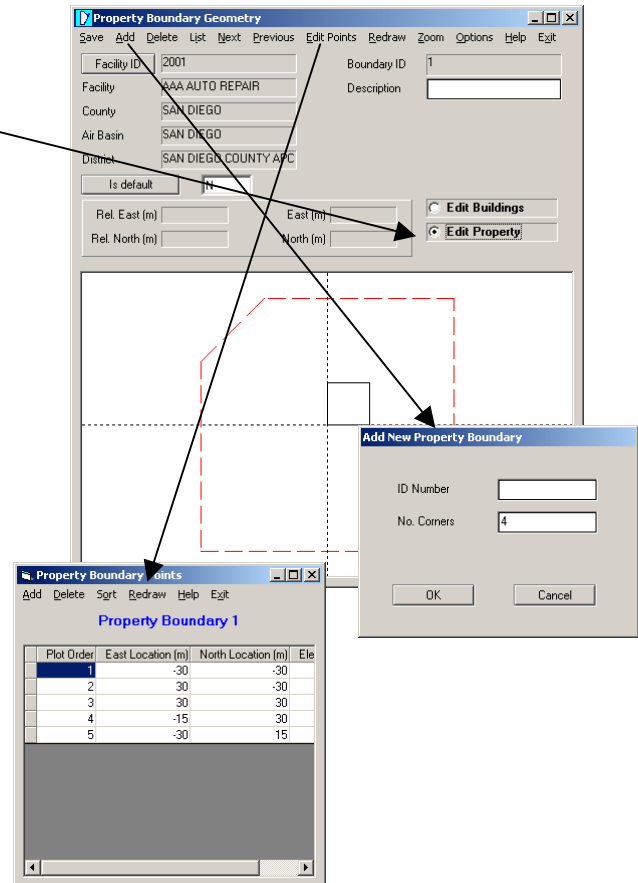 Property Boundary Geometry
Save Add Delete List Next Previous Edit Points Redraw Zoom Options Help Exit
Facility ID 2001 Boundary ID 1
Facility AAA AUTO REPAIR Description
County SAN DIEGO
Air Basin SAN DIEGO
District SAN DIEGO COUNTY APC
Is default N
Rel. East (m) East (m) Edit Buildings
Rel. North (m) North (m) Edit Property
Add New Property Boundary
ID Number
No. Corners 4
OK Cancel
Property Boundary Points
Add Delete Sort Redraw Help Exit
Property Boundary 1
Plot Order East Location (m) North Location (m) Ele
1 -30 -30
2 30 -30
3 30 30
4 -15 30
5 -30 15